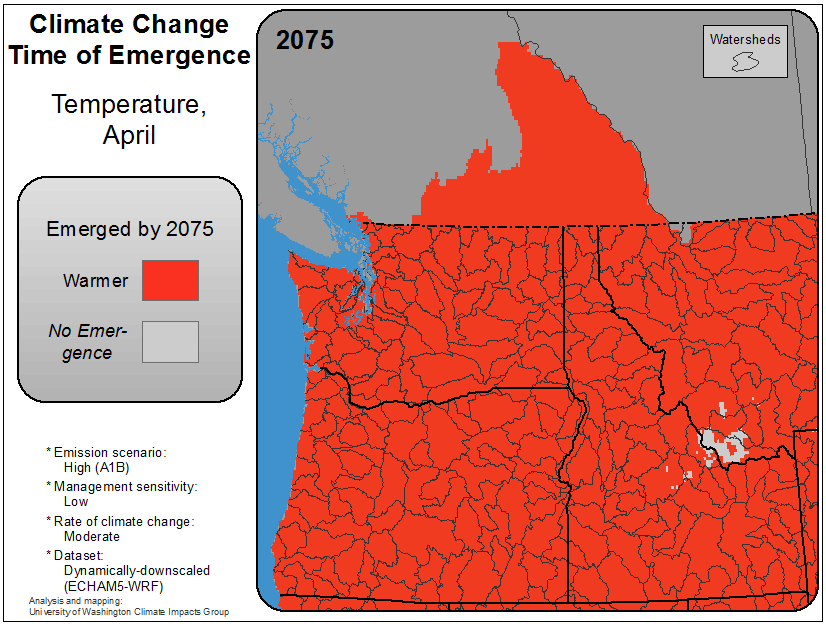 Climate Change
Time of Emergence
Temperature,
April
Emerged by 2075
Warmer
No Emer-
gence
* Emission scenario:
High (A1B)
* Management sensitivity:
Low
* Rate of climate change:
Moderate
* Dataset:
Dynamically-downscaled
(ECHAM5-WRF)
Analysis and mapping:
University of Washington Climate Impacts Group
2075
Watersheds